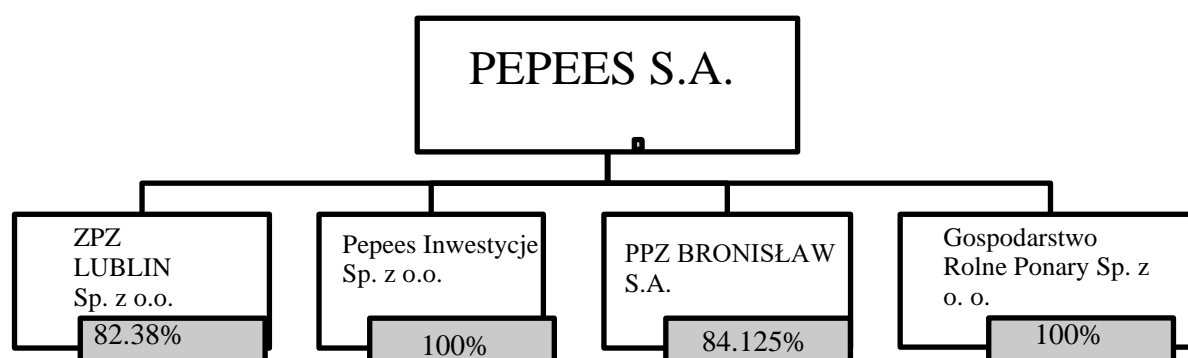 PEPEES S.A.
ZPZ
LUBLIN
Sp. z o.o.
82.38%
Pepees Inwestycje
Sp. z o.o.
100%
PPZ BRONISŁAW
S.A.
84.125%
Gospodarstwo
Rolne Ponary Sp. z
o. o.
100%